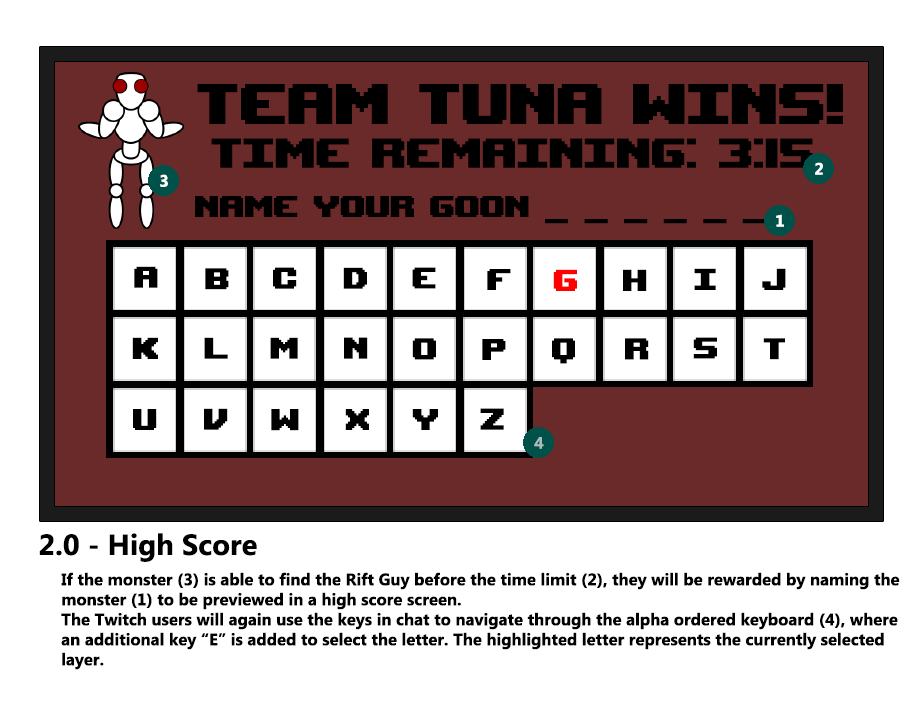 TEAM TUNA WINS!
TIME REMAINING: 3:15
2
3
NAME YOUR GOON _ _ _ _ _ _
1
A B C D E F G H I J
K L M N O P Q R S T
U V W X Y Z
4
2.0 - High Score
If the monster (3) is able to find the Rift Guy before the time limit (2), they will be rewarded by naming the
monster (1) to be previewed in a high score screen.
The Twitch users will again use the keys in chat to navigate through the alpha ordered keyboard (4), where
an additional key “E” is added to select the letter. The highlighted letter represents the currently selected
layer.